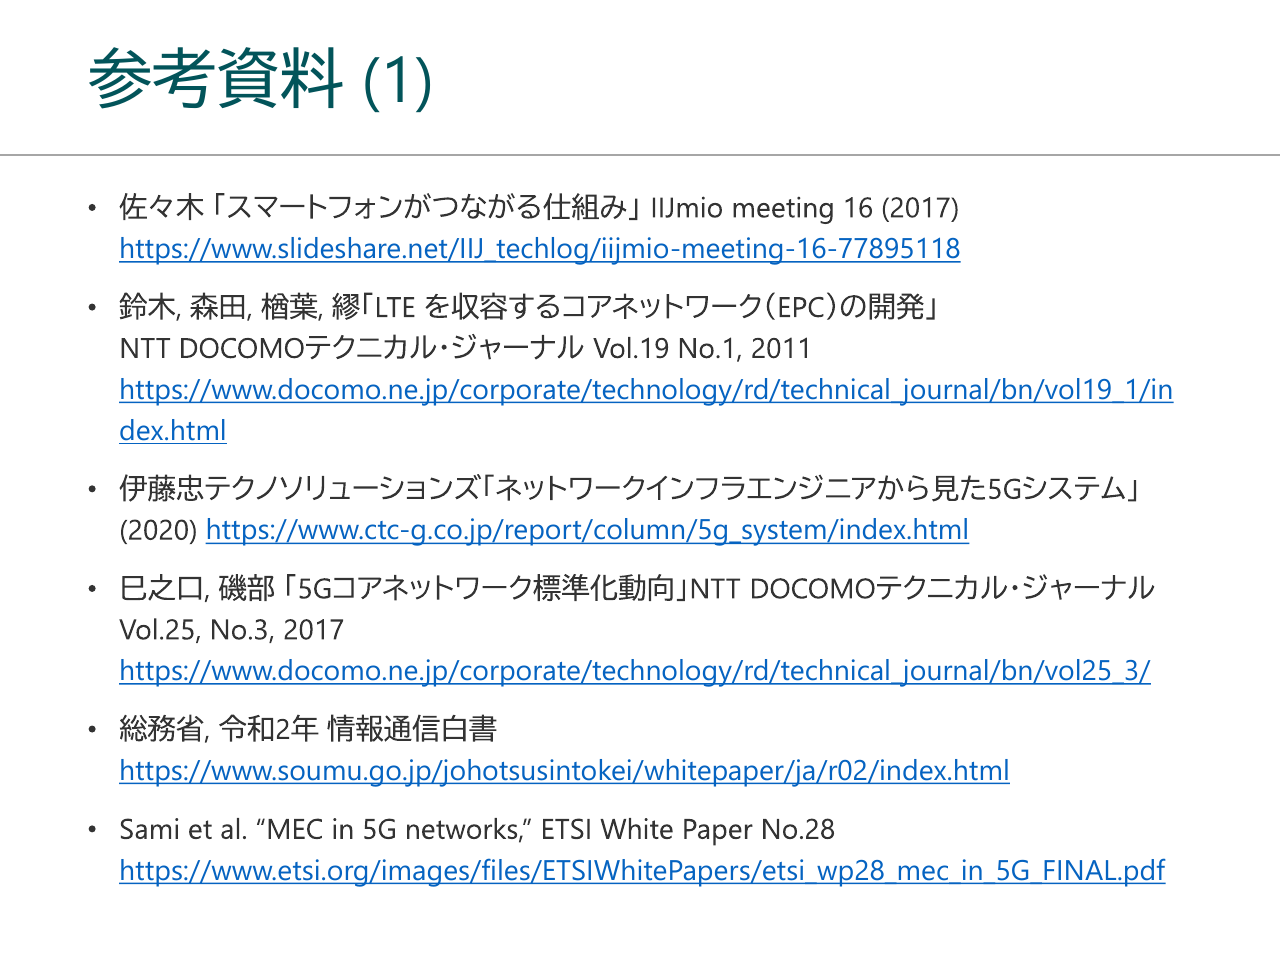 参考資料 (1)
• 佐々木 「スマートフォンがつながる仕組み」 IIJmio meeting 16 (2017)
https://www.slideshare.net/IIJ_techlog/iijmio-meeting-16-77895118
• 鈴木, 森田, 楢葉, 繆「LTE を収容するコアネットワーク（EPC）の開発」
NTT DOCOMOテクニカル・ジャーナル Vol.19 No.1, 2011
https://www.docomo.ne.jp/corporate/technology/rd/technical_journal/bn/vol19_1/in
dex.html
• 伊藤忠テクノソリューションズ「ネットワークインフラエンジニアから見た5Gシステム」
(2020) https://www.ctc-g.co.jp/report/column/5g_system/index.html
• 巳之口, 磯部 「5Gコアネットワーク標準化動向」NTT DOCOMOテクニカル・ジャーナル
Vol.25, No.3, 2017
https://www.docomo.ne.jp/corporate/technology/rd/technical_journal/bn/vol25_3/
• 総務省, 令和2年 情報通信白書
https://www.soumu.go.jp/johotsusintokei/whitepaper/ja/r02/index.html
• Sami et al. “MEC in 5G networks,” ETSI White Paper No.28
https://www.etsi.org/images/files/ETSIWhitePapers/etsi_wp28_mec_in_5G_FINAL.pdf